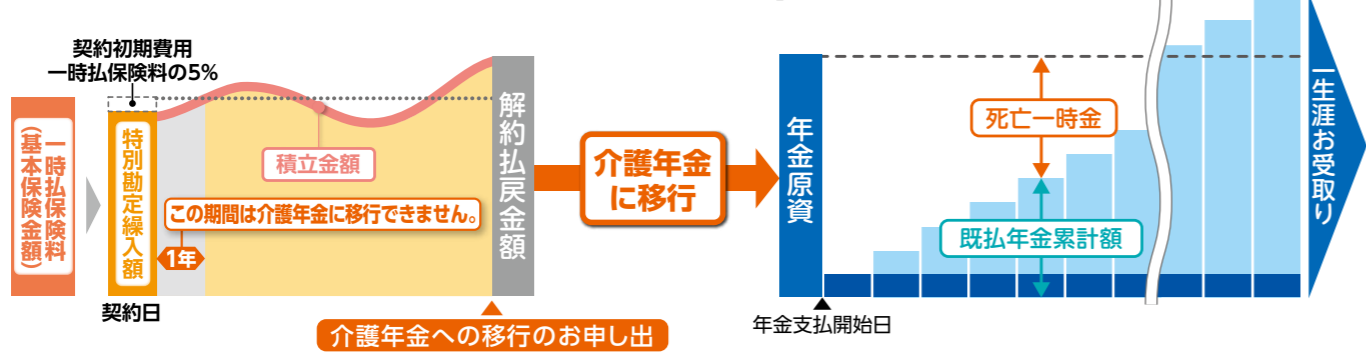 契約初期費用
一時払保険料の5%
一時払保険料
(基本保険金額)
特別勘定繰入額
積立金額
この期間は介護年金に移行できません。
1年
契約日
解約払戻金額
介護年金への移行のお申し出
介護年金
に移行
年金原資
死亡一時金
既払年金累計額
年金支払開始日
一生涯お受取り